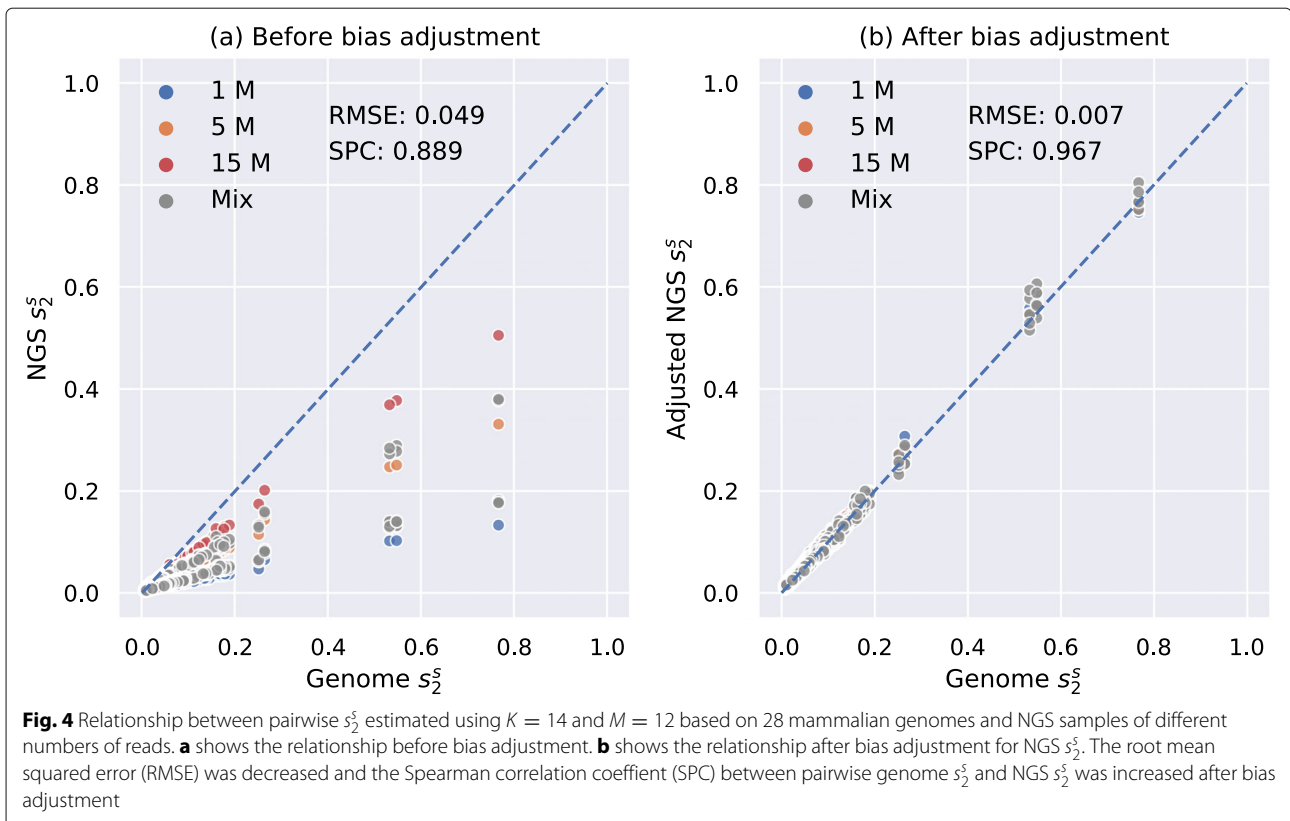 (a) Before bias adjustment
1.0
0.8
0.6
0.4
0.2
0.0
NGS s₂ˢ
1 M
5 M
15 M
Mix
RMSE: 0.049
SPC: 0.889
0.0 0.2 0.4 0.6 0.8 1.0
Genome s₂ˢ
(b) After bias adjustment
1.0
0.8
0.6
0.4
0.2
0.0
Adjusted NGS s₂ˢ
1 M
5 M
15 M
Mix
RMSE: 0.007
SPC: 0.967
0.0 0.2 0.4 0.6 0.8 1.0
Genome s₂ˢ
Fig. 4 Relationship between pairwise s₂ˢ estimated using K = 14 and M = 12 based on 28 mammalian genomes and NGS samples of different
numbers of reads. a shows the relationship before bias adjustment. b shows the relationship after bias adjustment for NGS s₂ˢ. The root mean
squared error (RMSE) was decreased and the Spearman correlation coeffient (SPC) between pairwise genome s₂ˢ and NGS s₂ˢ was increased after bias
adjustment